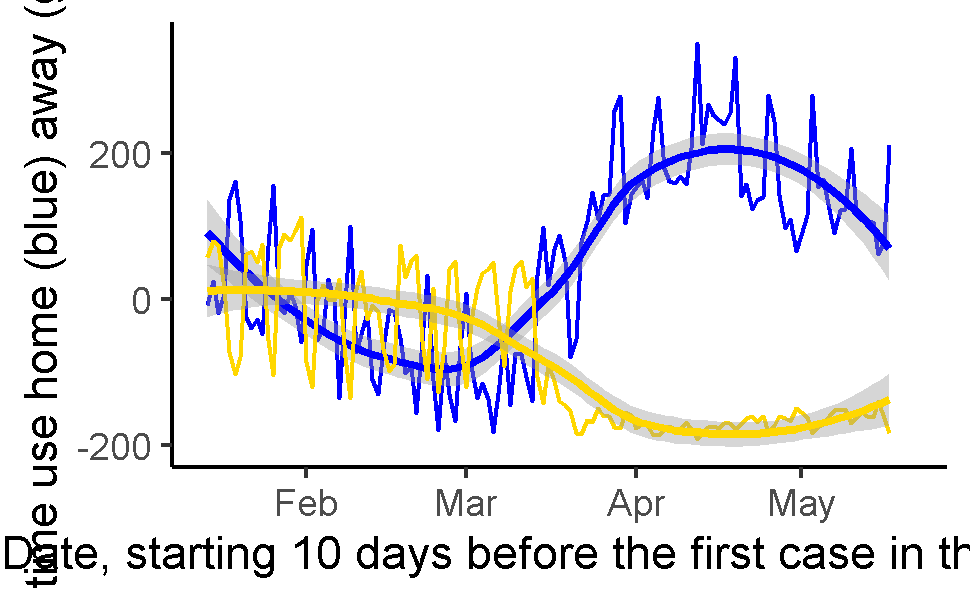 time use home (blue) away (
200
0
-200
Feb Mar Apr May
Date, starting 10 days before the first case in th